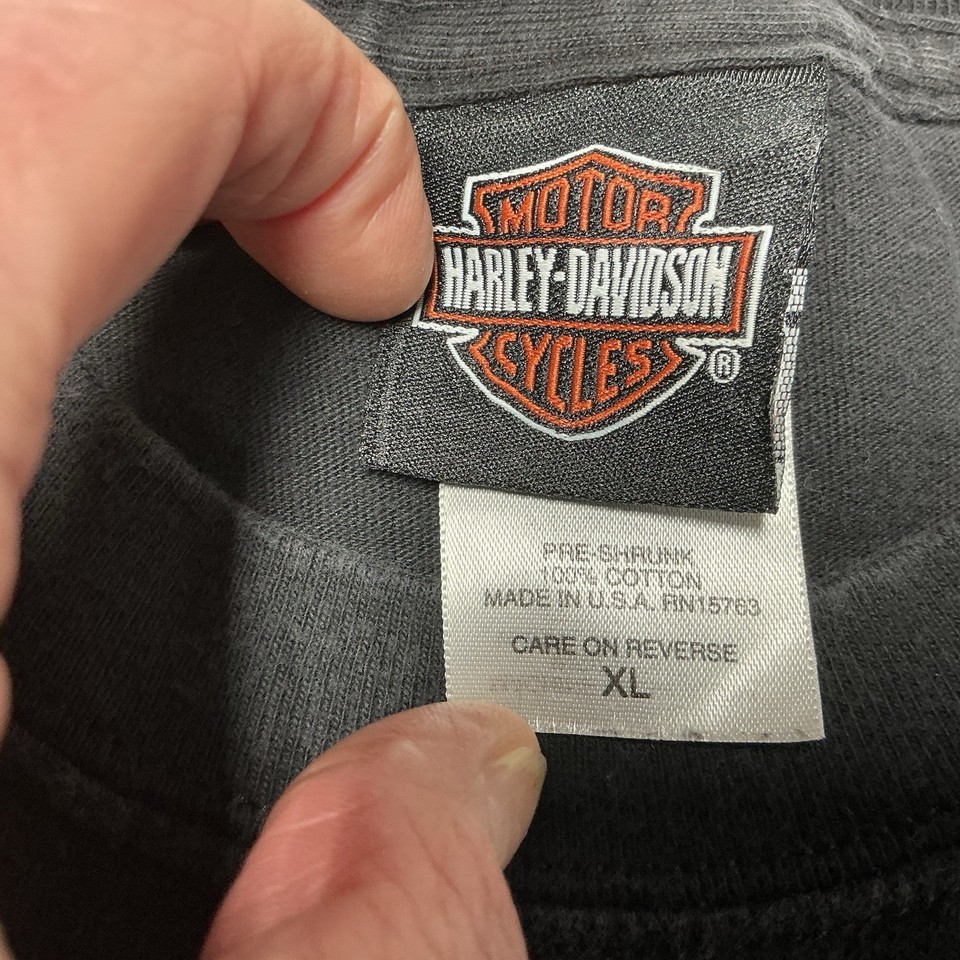 MOTOR
HARLEY-DAVIDSON
CYCLES
®
PRE-SHRUNK
100% COTTON
MADE IN U.S.A. RN15763
CARE ON REVERSE
XL